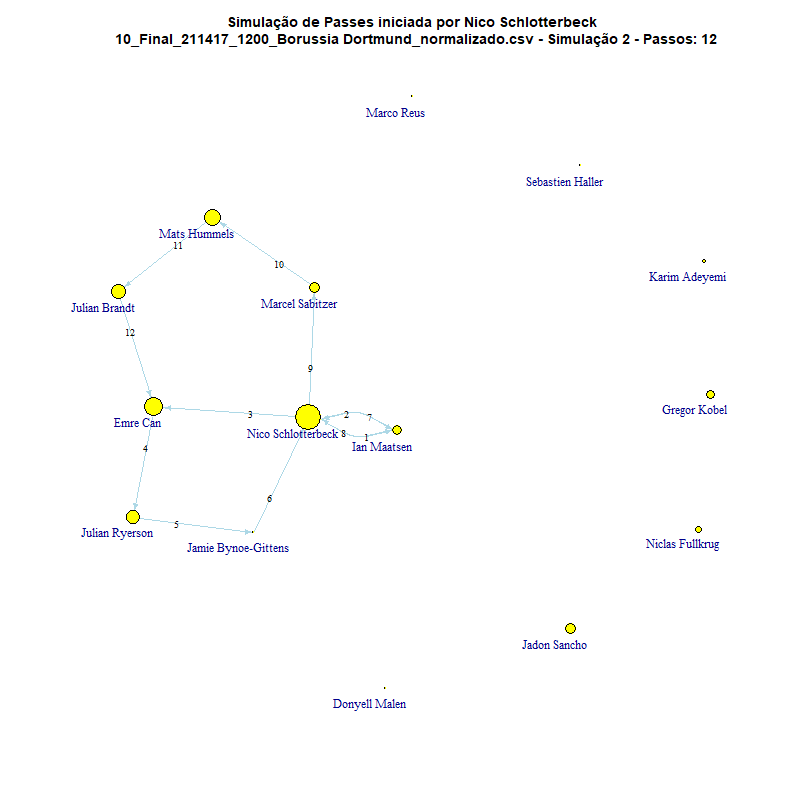 Simulação de Passes iniciada por Nico Schlotterbeck
10_Final_211417_1200_Borussia Dortmund_normalizado.csv - Simulação 2 - Passos: 12
Marco Reus
Sebastien Haller
Mats Hummels
11
10
Karim Adeyemi
Julian Brandt
Marcel Sabitzer
12
9
Gregor Kobel
3
2
7
Emre Can
Nico Schlotterbeck
8
1
4
Ian Maatsen
6
5
Julian Ryerson
Jamie Bynoe-Gittens
Niclas Fullkrug
Jadon Sancho
Donyell Malen